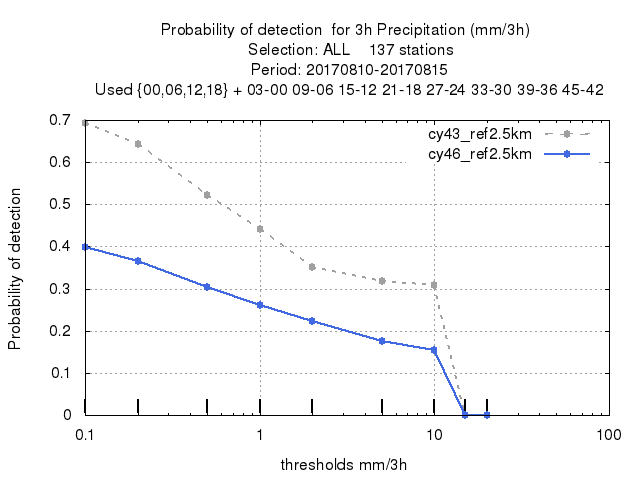 Probability of detection  for 3h Precipitation (mm/3h)
Selection: ALL    137 stations
Period: 20170810-20170815
Used {00,06,12,18} + 03-00 09-06 15-12 21-18 27-24 33-30 39-36 45-42
cy43_ref2.5km
cy46_ref2.5km
Probability of detection
0.7
0.6
0.5
0.4
0.3
0.2
0.1
0
0.1 1 10 100
thresholds mm/3h